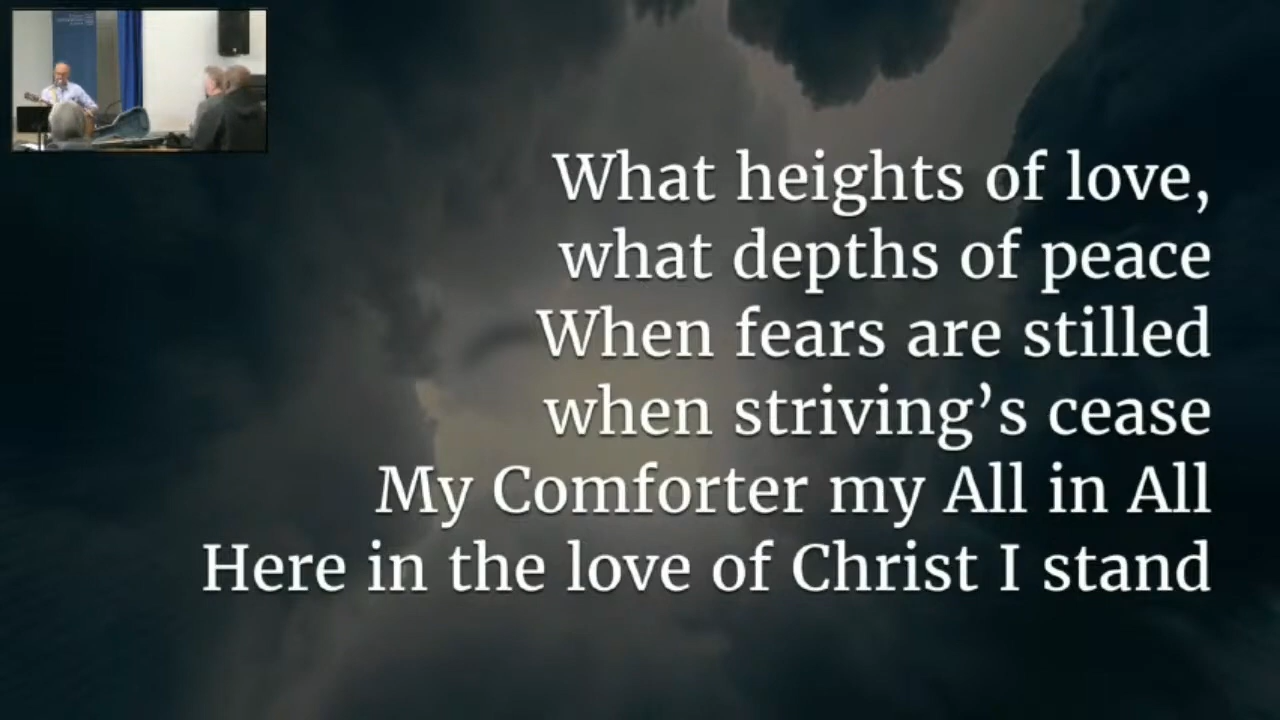 What heights of love,
what depths of peace
When fears are stilled
when striving’s cease
My Comforter my All in All
Here in the love of Christ I stand